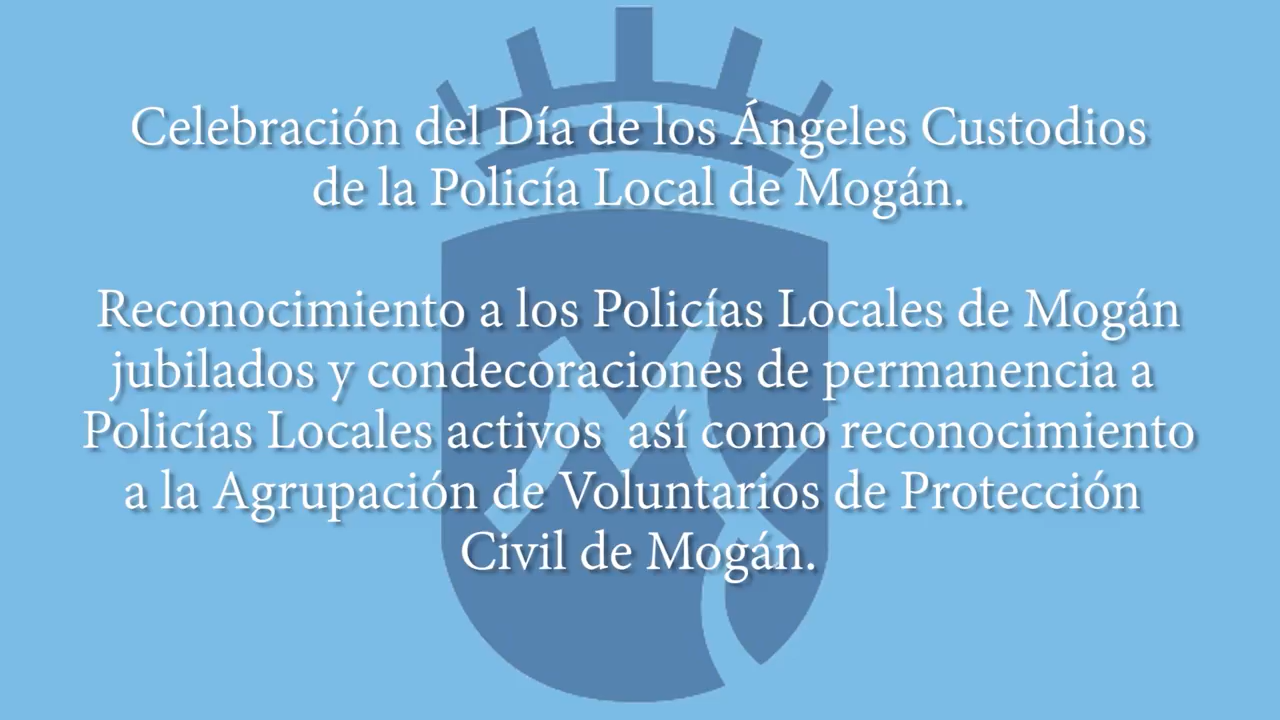 Celebración del Día de los Ángeles Custodios
de la Policía Local de Mogán.
Reconocimiento a los Policías Locales de Mogán
jubilados y condecoraciones de permanencia a
Policías Locales activos  así como reconocimiento
a la Agrupación de Voluntarios de Protección
Civil de Mogán.